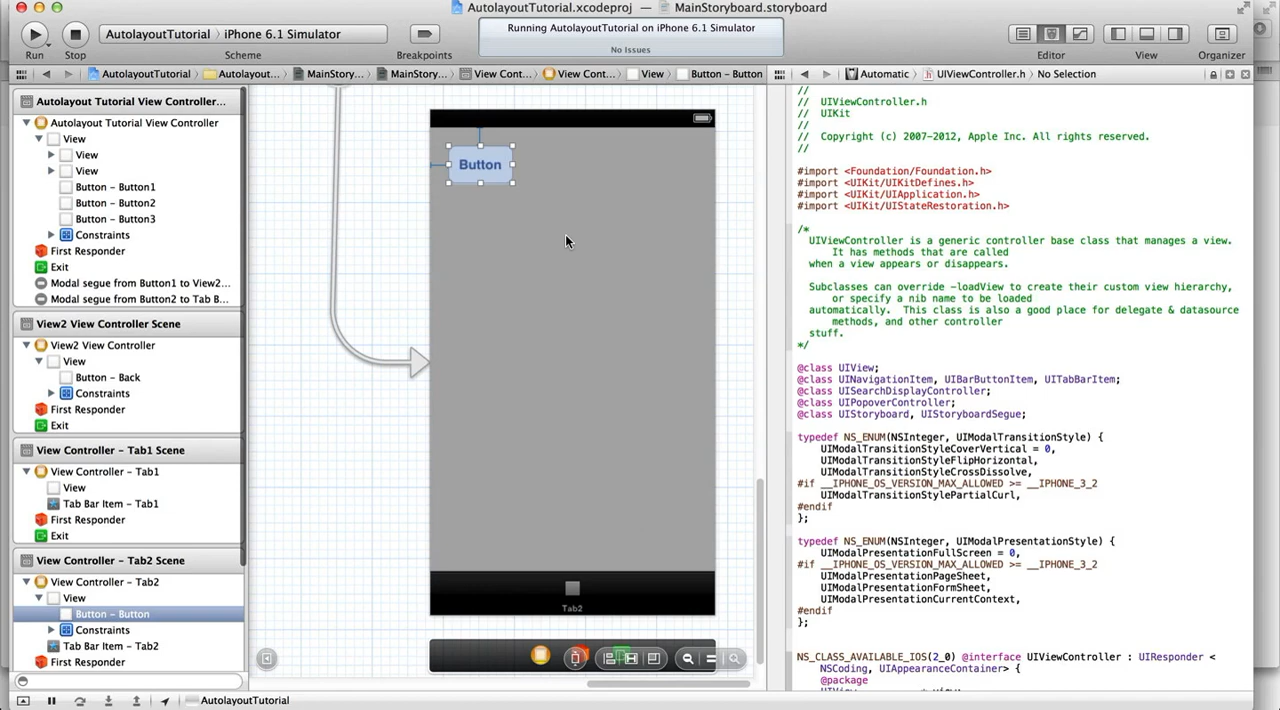 AutolayoutTutorial.xcodeproj — MainStoryboard.storyboard
AutolayoutTutorial iPhone 6.1 Simulator
Running AutolayoutTutorial on iPhone 6.1 Simulator
No Issues
Run Stop Scheme Breakpoints Editor View Organizer
AutolayoutTutorial Autolayout... MainStory... MainStory... View Cont... View Cont... View Button - Button
Automatic UIViewController.h No Selection
Autolayout Tutorial View Controller...
Autolayout Tutorial View Controller
View
View
View
Button - Button1
Button - Button2
Button - Button3
Constraints
First Responder
Exit
Modal segue from Button1 to View2...
Modal segue from Button2 to Tab B...
View2 View Controller Scene
View2 View Controller
View
Button - Back
Constraints
First Responder
Exit
View Controller - Tab1 Scene
View Controller - Tab1
View
Tab Bar Item - Tab1
First Responder
Exit
View Controller - Tab2 Scene
View Controller - Tab2
View
Button - Button
Constraints
Tab Bar Item - Tab2
First Responder
Button
Tab2
//
// UIViewController.h
// UIKit
//
// Copyright (c) 2007-2012, Apple Inc. All rights reserved.
//
#import <Foundation/Foundation.h>
#import <UIKit/UIKitDefines.h>
#import <UIKit/UIApplication.h>
#import <UIKit/UIStateRestoration.h>
/*
UIViewController is a generic controller base class that manages a view.
It has methods that are called
when a view appears or disappears.
Subclasses can override -loadView to create their custom view hierarchy,
or specify a nib name to be loaded
automatically. This class is also a good place for delegate & datasource
methods, and other controller
stuff.
*/
@class UIView;
@class UINavigationItem, UIBarButtonItem, UITabBarItem;
@class UISearchDisplayController;
@class UIPopoverController;
@class UIStoryboard, UIStoryboardSegue;
typedef NS_ENUM(NSInteger, UIModalTransitionStyle) {
UIModalTransitionStyleCoverVertical = 0,
UIModalTransitionStyleFlipHorizontal,
UIModalTransitionStyleCrossDissolve,
#if __IPHONE_OS_VERSION_MAX_ALLOWED >= __IPHONE_3_2
UIModalTransitionStylePartialCurl,
#endif
};
typedef NS_ENUM(NSInteger, UIModalPresentationStyle) {
UIModalPresentationFullScreen = 0,
#if __IPHONE_OS_VERSION_MAX_ALLOWED >= __IPHONE_3_2
UIModalPresentationPageSheet,
UIModalPresentationFormSheet,
UIModalPresentationCurrentContext,
#endif
};
NS_CLASS_AVAILABLE_IOS(2_0) @interface UIViewController : UIResponder <
NSCoding, UIAppearanceContainer> {
@package
AutolayoutTutorial